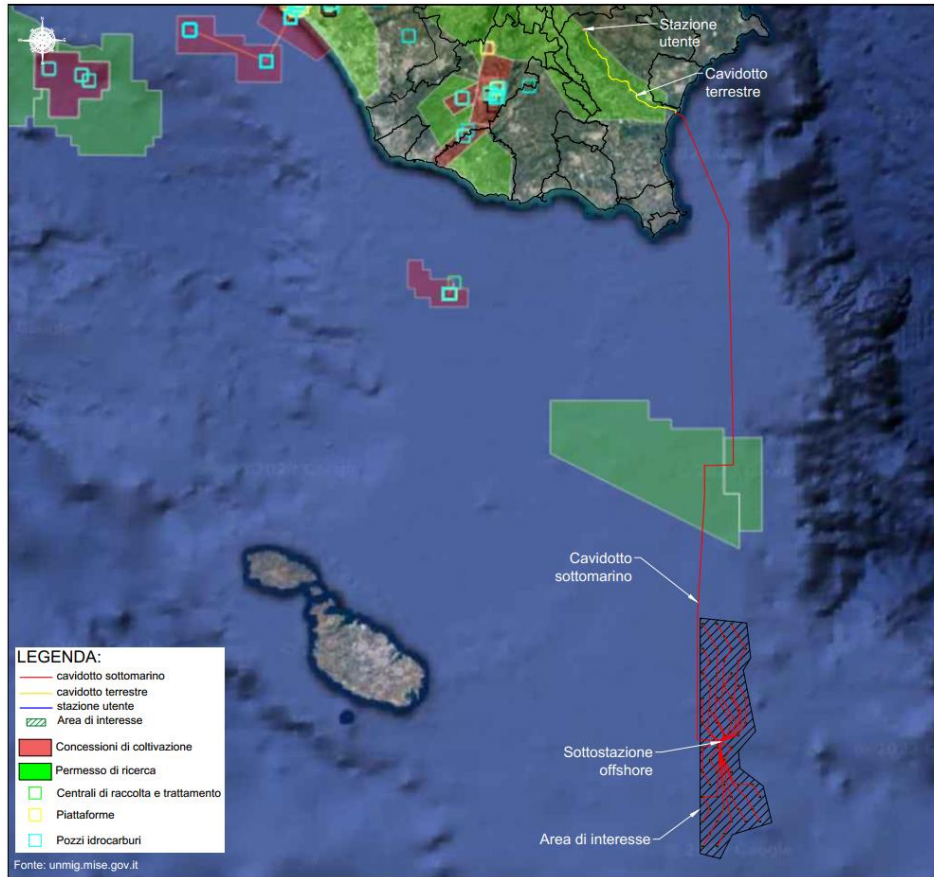 Stazione
utente
Cavidotto
terrestre
Cavidotto
sottomarino
LEGENDA:
cavidotto sottomarino
cavidotto terrestre
stazione utente
Area di interesse
Concessioni di coltivazione
Permesso di ricerca
Centrali di raccolta e trattamento
Piattaforme
Pozzi idrocarburi
Sottostazione
offshore
Area di interesse
Fonte: unmig.mise.gov.it